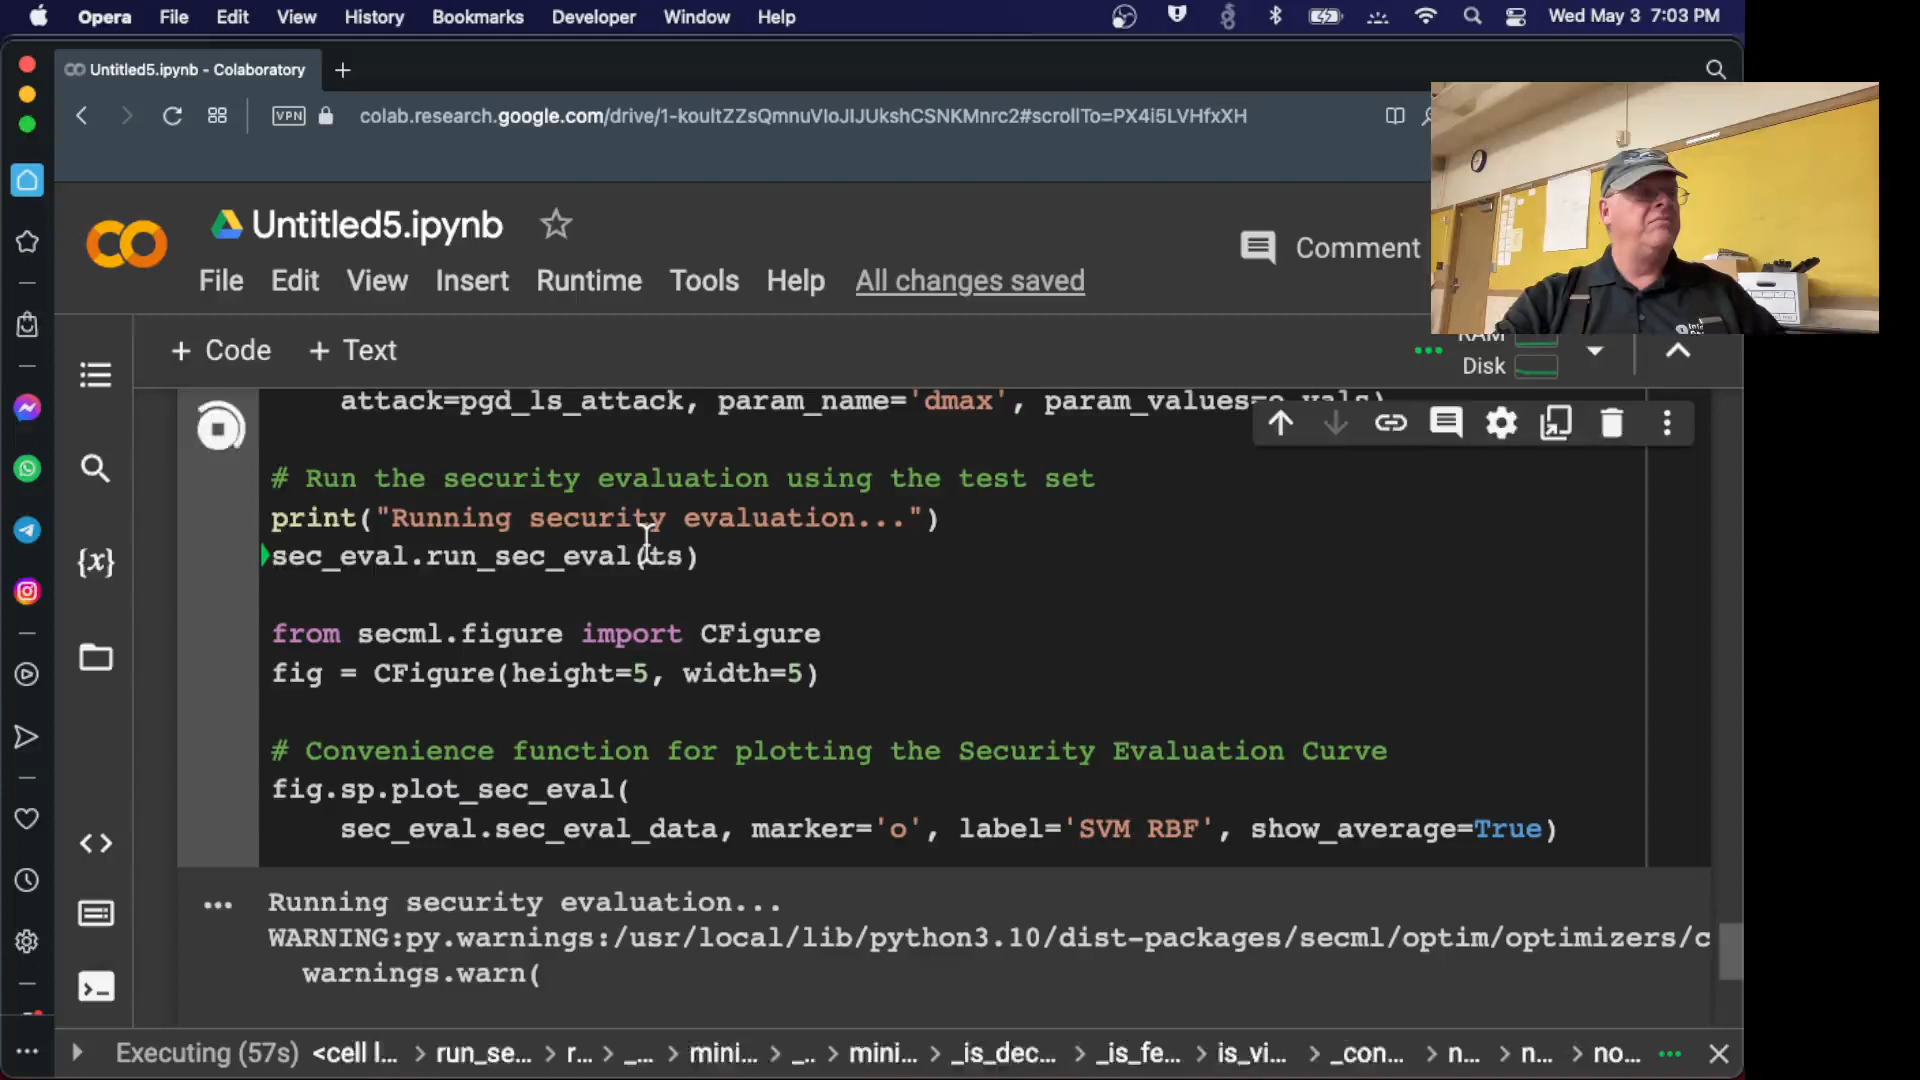 Opera File Edit View History Bookmarks Developer Window Help Wed May 3 7:03 PM
Untitled5.ipynb - Colaboratory
VPN colab.research.google.com/drive/1-koultZZsQmnuVIoJIJUkshCSNKMnrc2#scrollTo=PX4i5LVHfxXH
Untitled5.ipynb
Comment
File Edit View Insert Runtime Tools Help All changes saved
+ Code + Text
RAM
Disk
attack=pgd_ls_attack, param_name='dmax', param_values=e_vals)
# Run the security evaluation using the test set
print("Running security evaluation...")
sec_eval.run_sec_eval(ts)
from secml.figure import CFigure
fig = CFigure(height=5, width=5)
# Convenience function for plotting the Security Evaluation Curve
fig.sp.plot_sec_eval(
sec_eval.sec_eval_data, marker='o', label='SVM RBF', show_average=True)
Running security evaluation...
WARNING:py.warnings:/usr/local/lib/python3.10/dist-packages/secml/optim/optimizers/c
warnings.warn(
Executing (57s) <cell l... > run_se... > r... > _... > mini... > _.. > mini... > _is_dec... > _is_fe... > is_vi... > _con... > n... > n... > no...